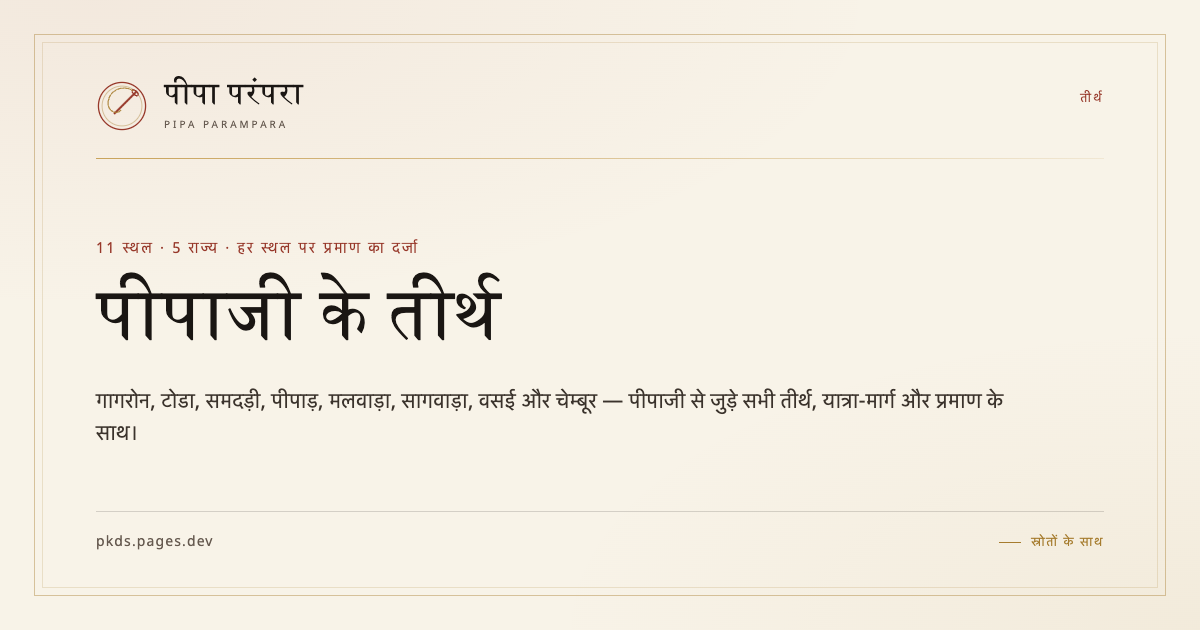 पीपा परंपरा
PIPA PARAMPARA
तीर्थ
11 स्थल · 5 राज्य · हर स्थल पर प्रमाण का दर्जा
पीपाजी के तीर्थ
गागरोन, टोडा, समदड़ी, पीपाड़, मलवाड़ा, सागवाड़ा, वसई और चेम्बूर — पीपाजी से जुड़े सभी तीर्थ, यात्रा-मार्ग और प्रमाण के
साथ।
pkds.pages.dev
स्रोतों के साथ